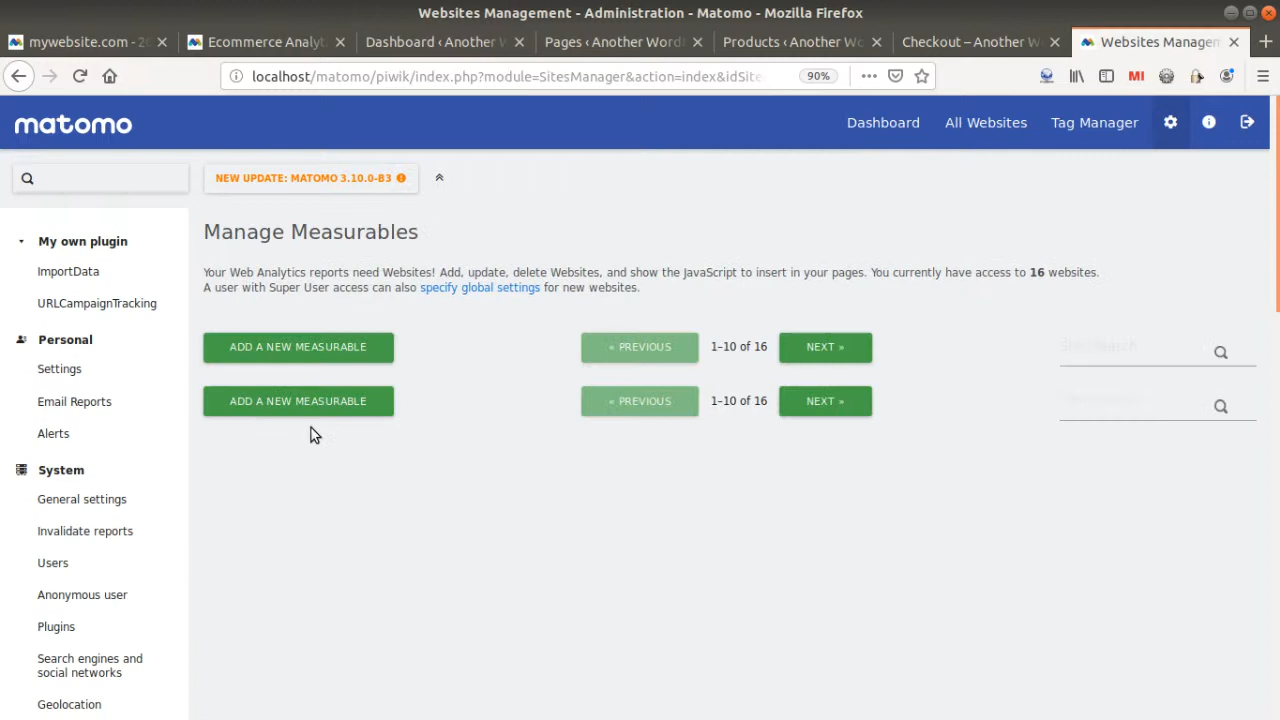 Websites Management - Administration - Matomo - Mozilla Firefox
mywebsite.com - 20
Ecommerce Analyt
Dashboard ‹ Another W
Pages ‹ Another Word
Products ‹ Another Wo
Checkout – Another W
Websites Managem
localhost/matomo/piwik/index.php?module=SitesManager&action=index&idSite
90%
MI
matomo
Dashboard
All Websites
Tag Manager
NEW UPDATE: MATOMO 3.10.0-B3
My own plugin
ImportData
URLCampaignTracking
Personal
Settings
Email Reports
Alerts
System
General settings
Invalidate reports
Users
Anonymous user
Plugins
Search engines and
social networks
Geolocation
Manage Measurables
Your Web Analytics reports need Websites! Add, update, delete Websites, and show the JavaScript to insert in your pages. You currently have access to 16 websites.
A user with Super User access can also specify global settings for new websites.
ADD A NEW MEASURABLE
« PREVIOUS
1–10 of 16
NEXT »
ADD A NEW MEASURABLE
« PREVIOUS
1–10 of 16
NEXT »